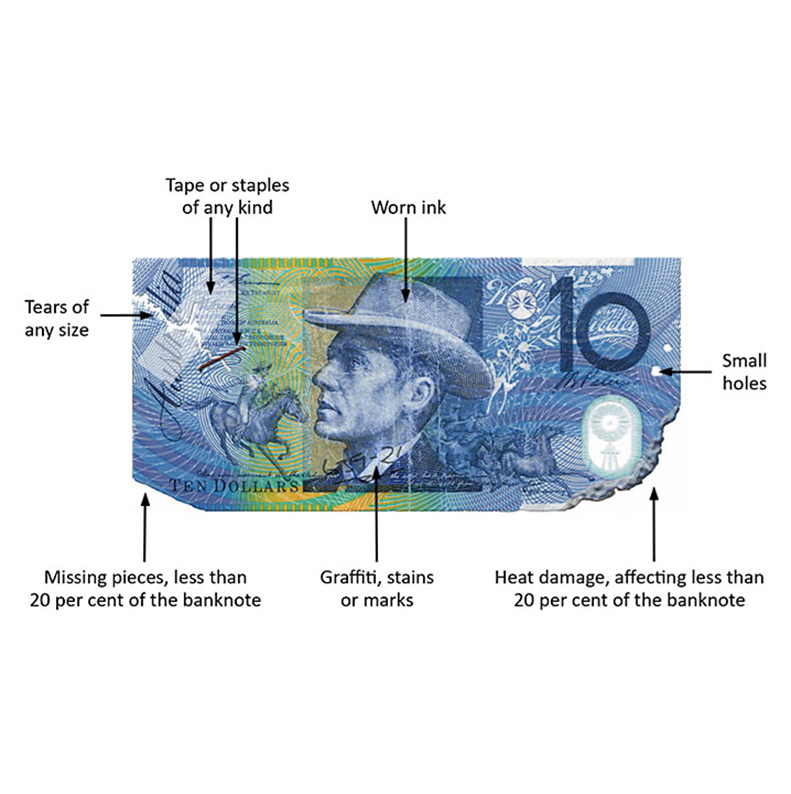 Tape or staples
of any kind
Worn ink
Tears of
any size
10
Small
holes
TEN DOLLARS
Missing pieces, less than
20 per cent of the banknote
Graffiti, stains
or marks
Heat damage, affecting less than
20 per cent of the banknote